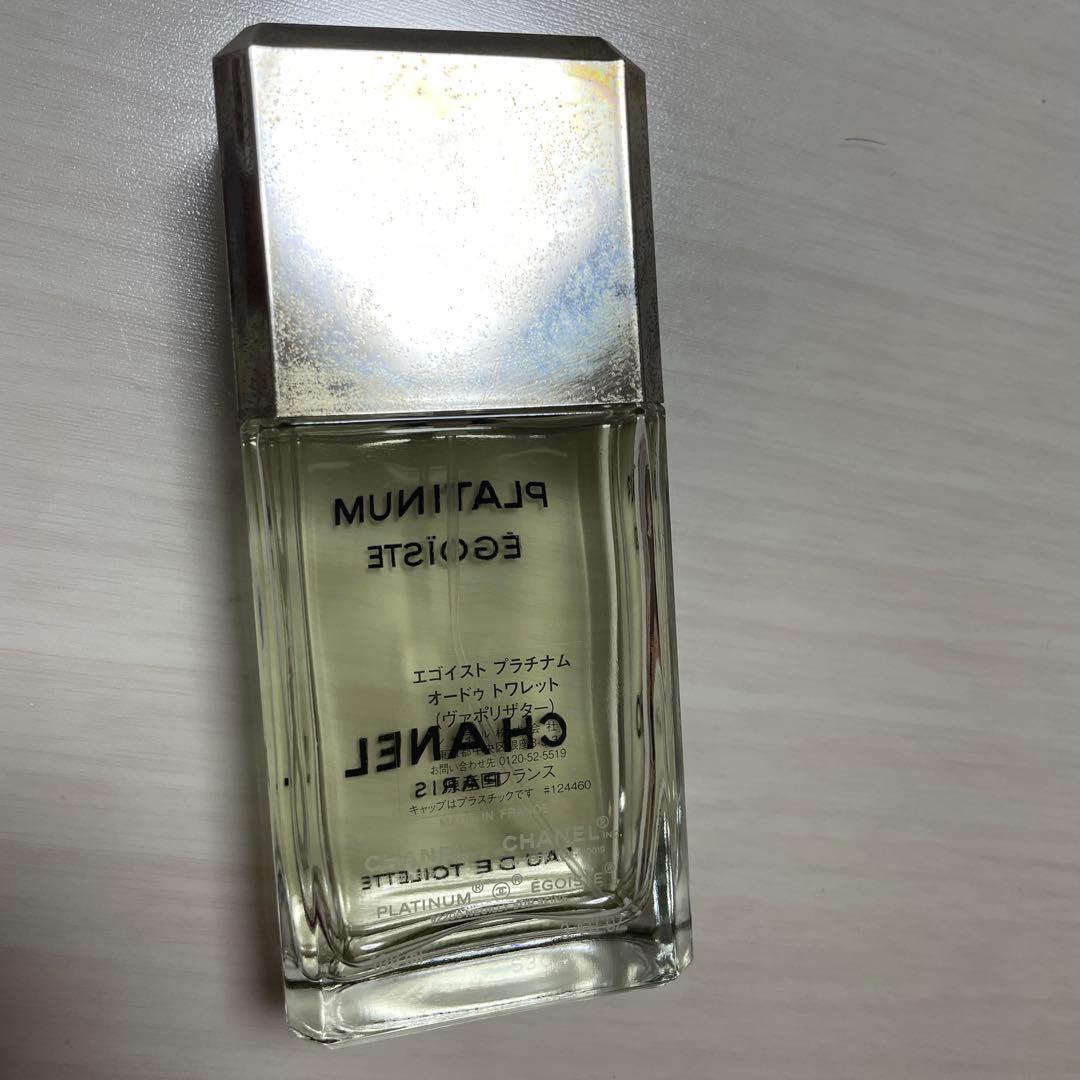 PLATINUM
ÉGOÏSTE
エゴイスト プラチナム
オードゥ トワレット
(ヴァポリザター)
CHANEL
お問い合わせ先 0120-52-5519
フランス
PARIS
キャップはプラスチックです #124460
MADE IN FRANCE
CHANEL® INC.
CHANEL
EAU DE TOILETTE
PLATINUM® ® EGOISTE®